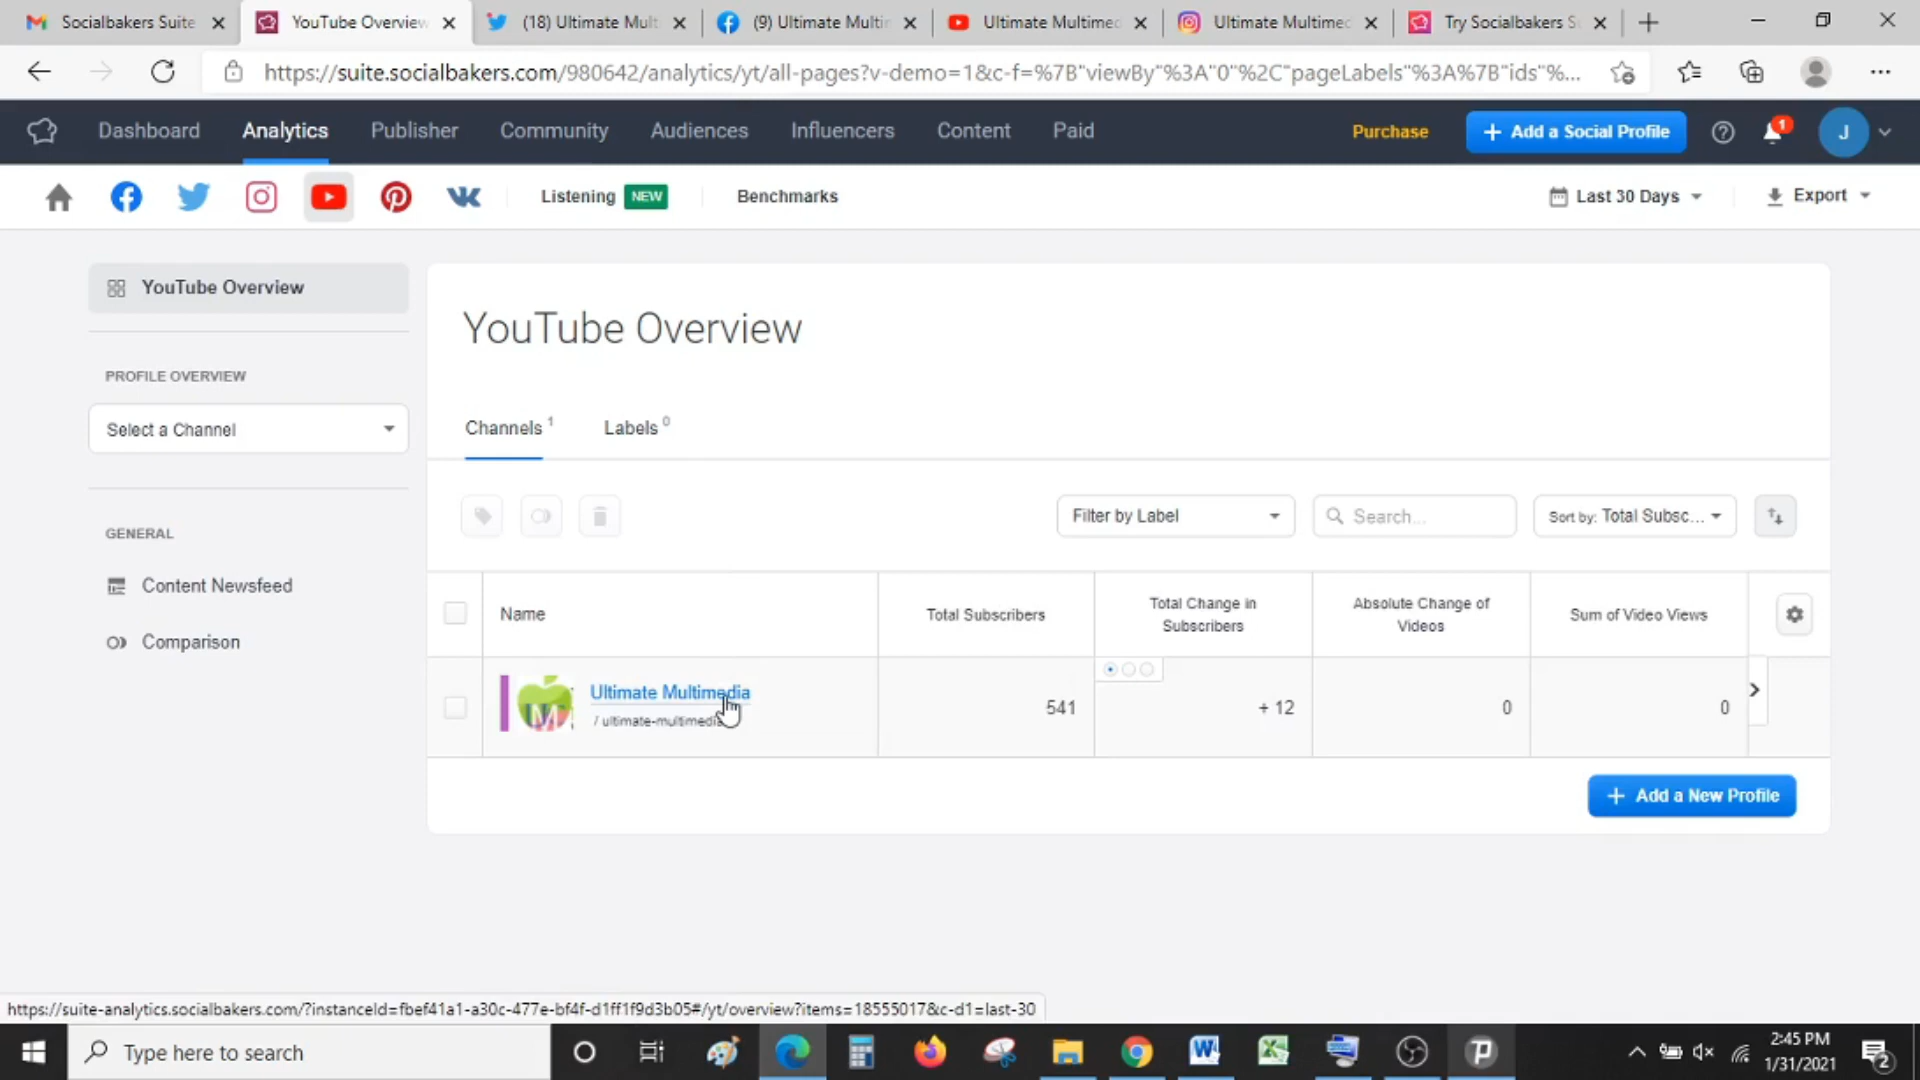 Socialbakers Suite
YouTube Overview
(18) Ultimate Mult
(9) Ultimate Multin
Ultimate Multimed
Ultimate Multimed
Try Socialbakers S
https://suite.socialbakers.com/980642/analytics/yt/all-pages?v-demo=1&c-f=%7B"viewBy"%3A"0"%2C"pageLabels"%3A%7B"ids"%...
Dashboard
Analytics
Publisher
Community
Audiences
Influencers
Content
Paid
Purchase
+ Add a Social Profile
1
J
Listening NEW
Benchmarks
Last 30 Days
Export
YouTube Overview
PROFILE OVERVIEW
Select a Channel
GENERAL
Content Newsfeed
Comparison
YouTube Overview
Channels 1
Labels 0
Filter by Label
Search...
Sort by: Total Subsc...
Name
Total Subscribers
Total Change in
Subscribers
Absolute Change of
Videos
Sum of Video Views
M
Ultimate Multimedia
/ ultimate-multimedia
541
+ 12
0
0
+ Add a New Profile
https://suite-analytics.socialbakers.com/?instanceId=fbef41a1-a30c-477e-bf4f-d1ff1f9d3b05#/yt/overview?items=18555017&c-d1=last-30
Type here to search
2:45 PM
1/31/2021
2